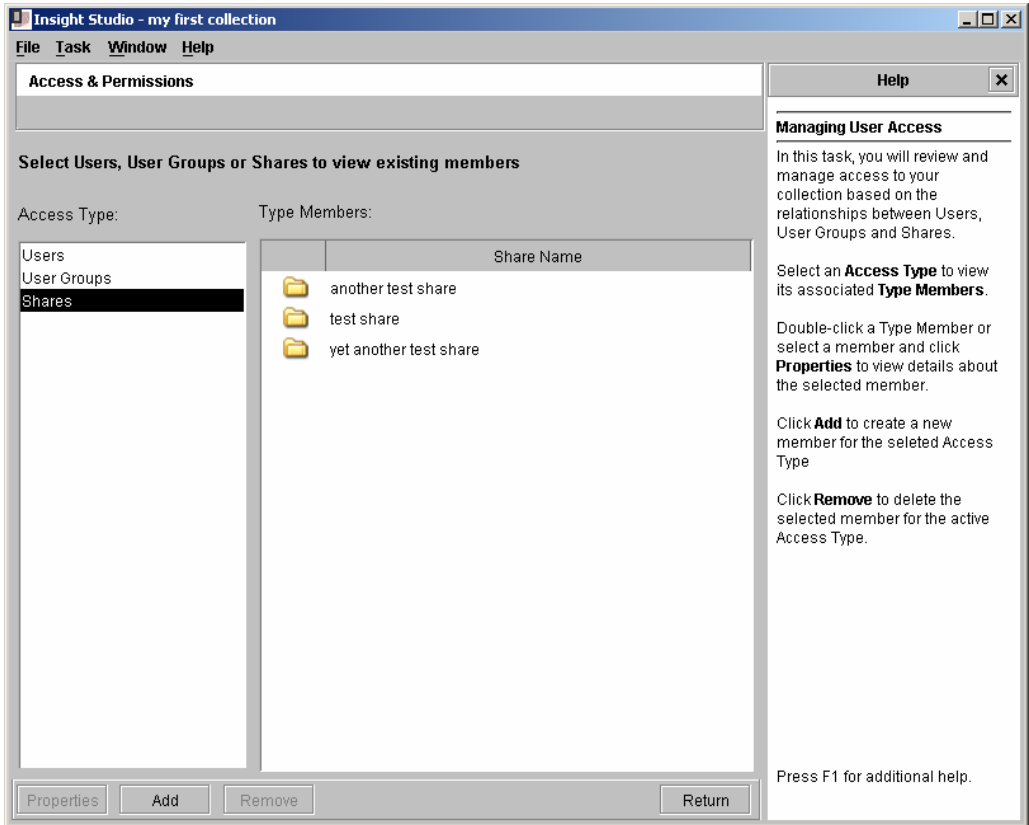 Insight Studio - my first collection
File Task Window Help
Access & Permissions
Select Users, User Groups or Shares to view existing members
Access Type:
Users
User Groups
Shares
Type Members:
Share Name
another test share
test share
yet another test share
Properties
Add
Remove
Return
Help
Managing User Access
In this task, you will review and
manage access to your
collection based on the
relationships between Users,
User Groups and Shares.
Select an Access Type to view
its associated Type Members.
Double-click a Type Member or
select a member and click
Properties to view details about
the selected member.
Click Add to create a new
member for the seleted Access
Type
Click Remove to delete the
selected member for the active
Access Type.
Press F1 for additional help.